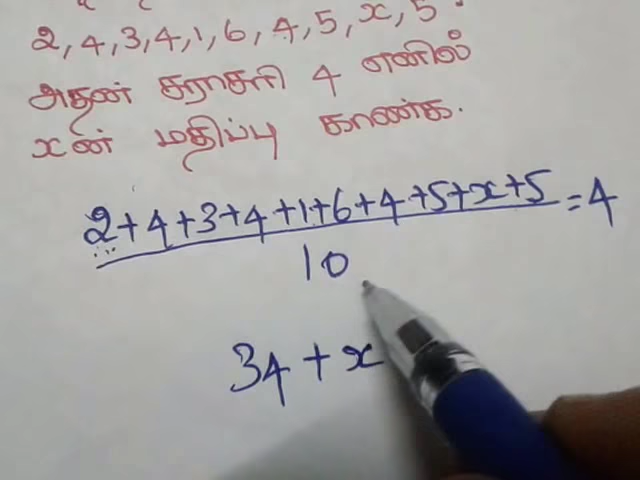 2, 4, 3, 4, 1, 6, 4, 5, x, 5
அதன் சராசரி 4 எனில்
x ன் மதிப்பு காண்க.
2+4+3+4+1+6+4+5+x+5 = 4
10
34 + x